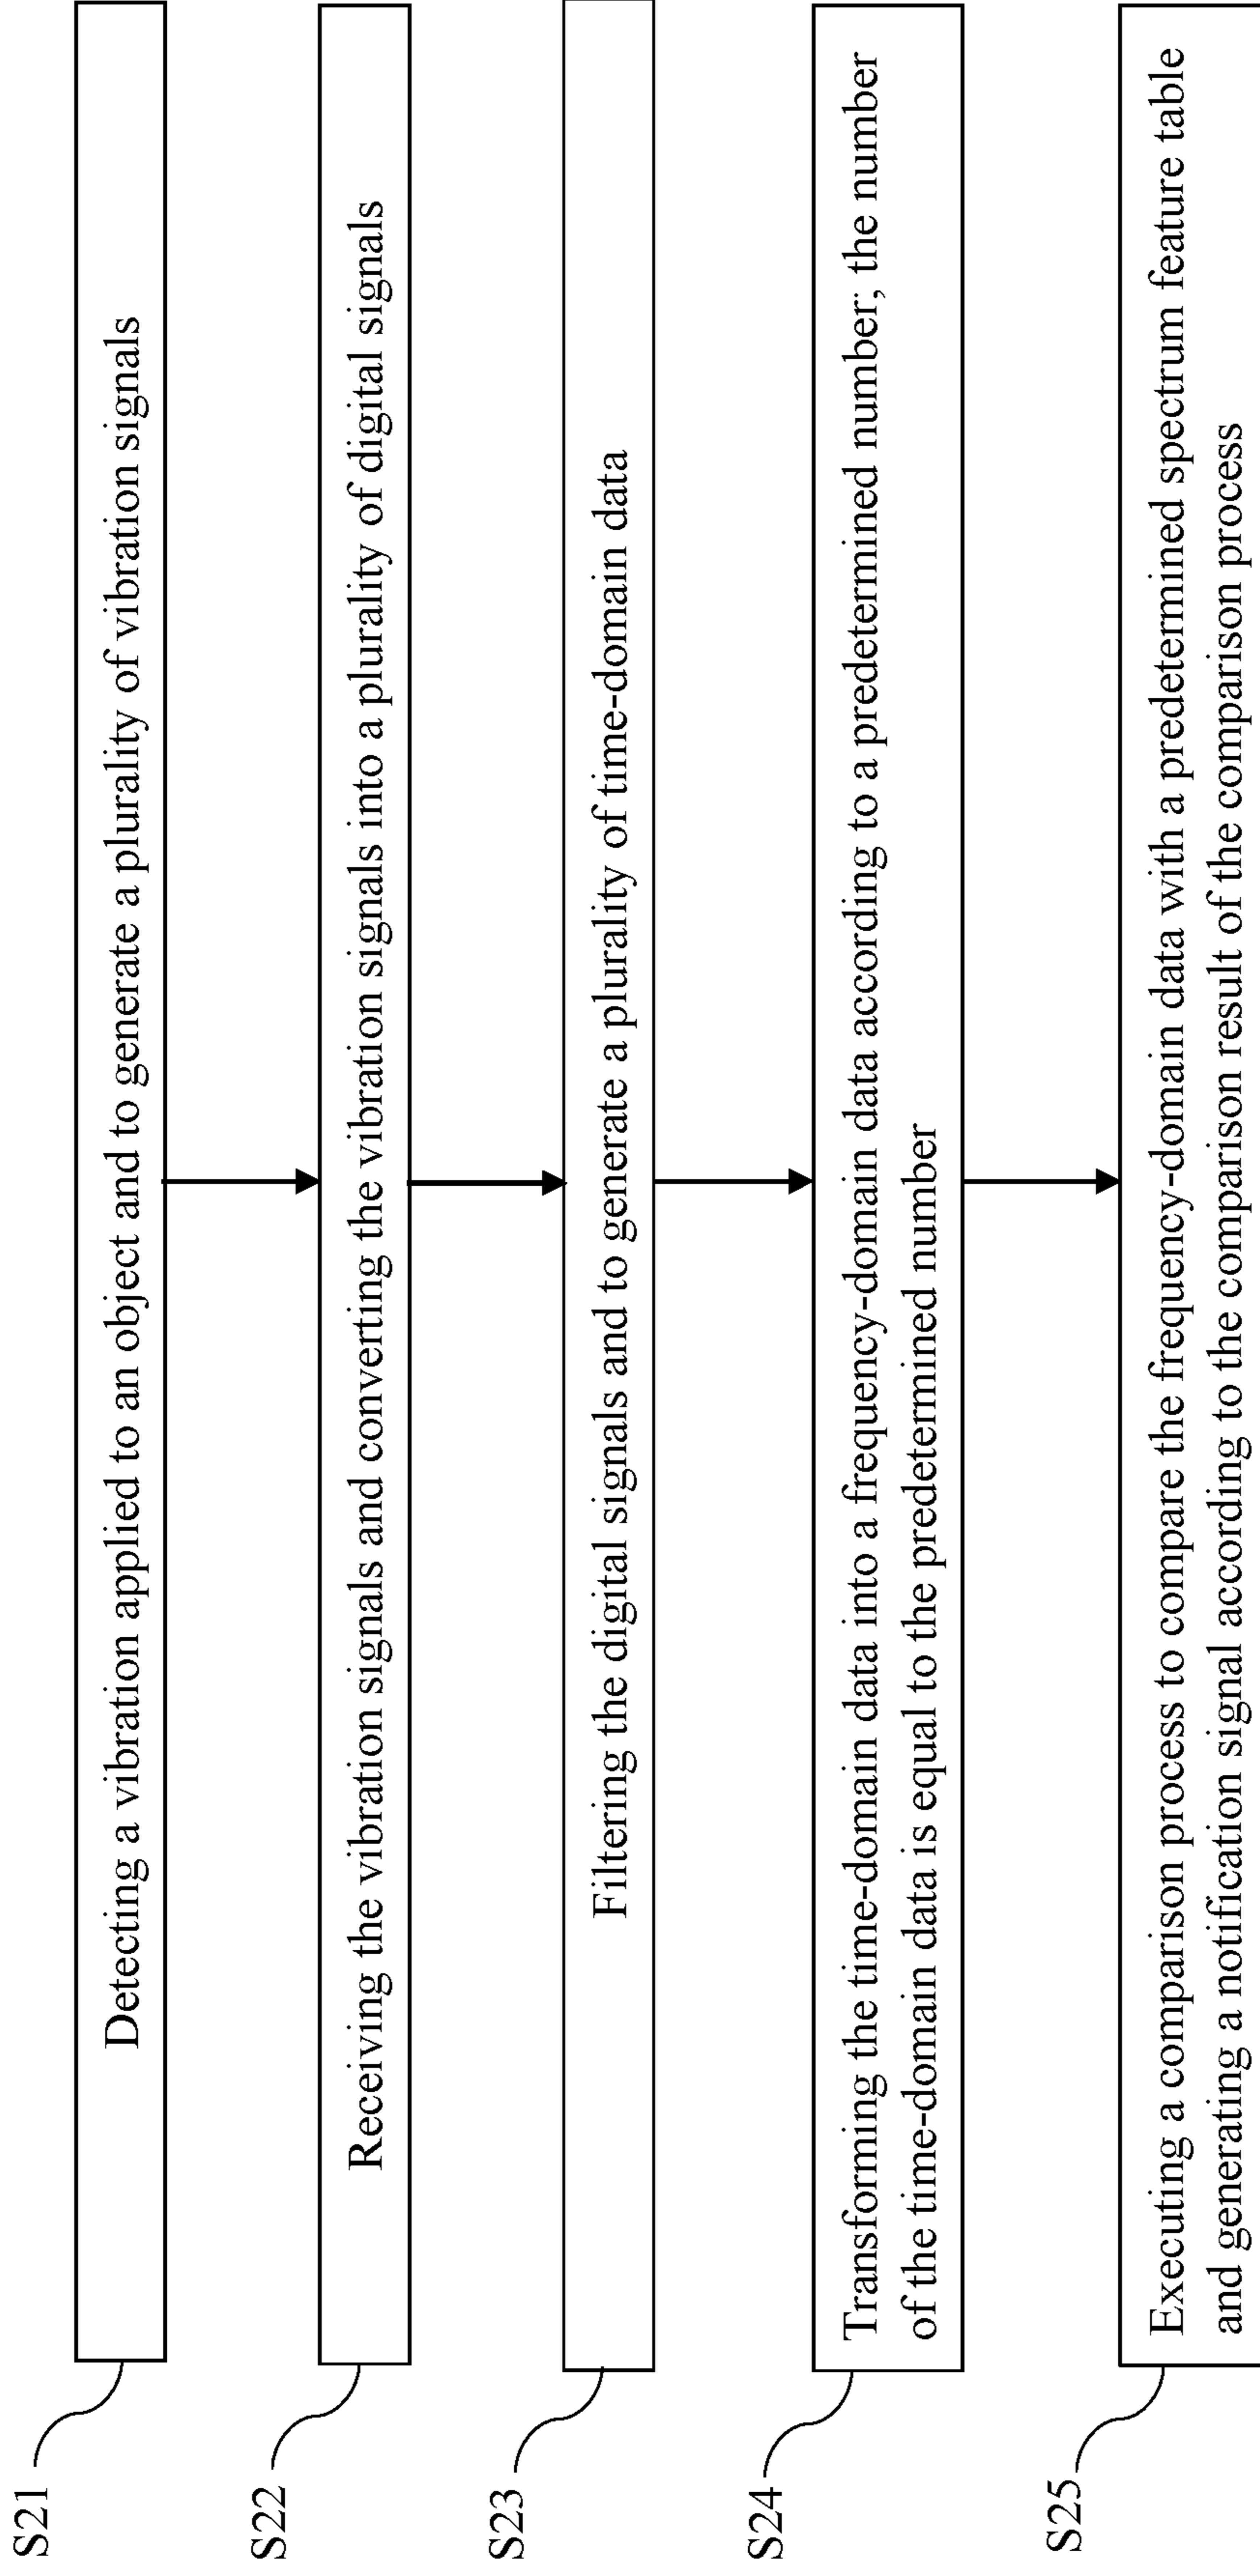 S21
Detecting a vibration applied to an object and to generate a plurality of vibration signals
S22
Receiving the vibration signals and converting the vibration signals into a plurality of digital signals
S23
Filtering the digital signals and to generate a plurality of time-domain data
S24
Transforming the time-domain data into a frequency-domain data according to a predetermined number; the number
of the time-domain data is equal to the predetermined number
S25
Executing a comparison process to compare the frequency-domain data with a predetermined spectrum feature table
and generating a notification signal according to the comparison result of the comparison process